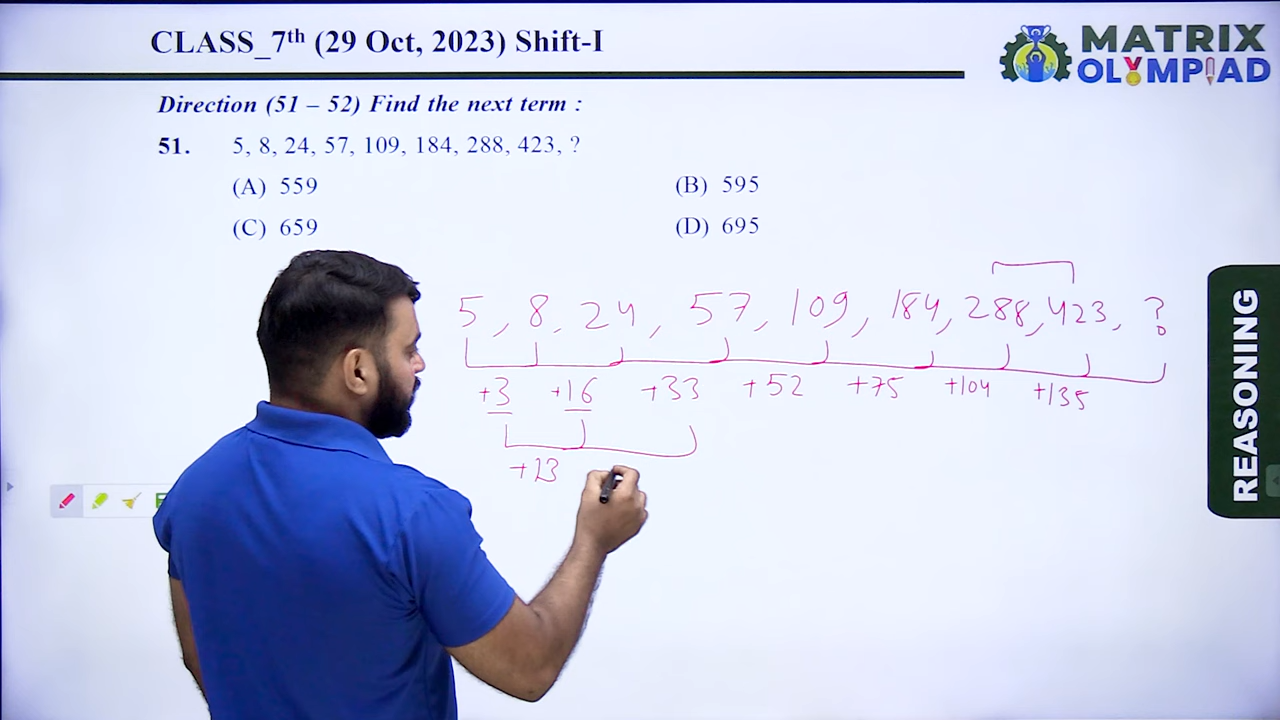 CLASS_7th (29 Oct, 2023) Shift-I
MATRIX
OLYMPIAD
Direction (51 – 52) Find the next term :
51. 5, 8, 24, 57, 109, 184, 288, 423, ?
(A) 559 (B) 595
(C) 659 (D) 695
5, 8, 24, 57, 109, 184, 288, 423, ?
+3 +16 +33 +52 +75 +104 +135
+13
REASONING